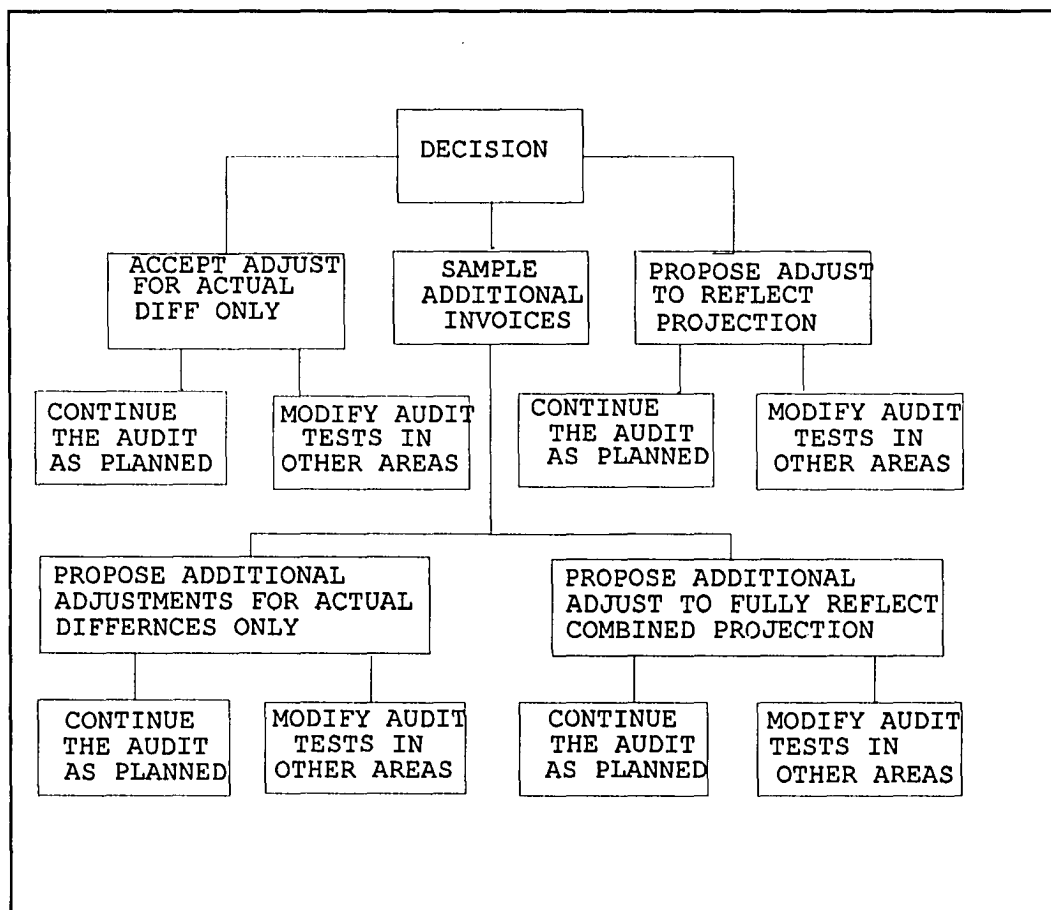 DECISION
ACCEPT ADJUST
FOR ACTUAL
DIFF ONLY
SAMPLE
ADDITIONAL
INVOICES
PROPOSE ADJUST
TO REFLECT
PROJECTION
CONTINUE
THE AUDIT
AS PLANNED
MODIFY AUDIT
TESTS IN
OTHER AREAS
CONTINUE
THE AUDIT
AS PLANNED
MODIFY AUDIT
TESTS IN
OTHER AREAS
PROPOSE ADDITIONAL
ADJUSTMENTS FOR ACTUAL
DIFFERNCES ONLY
PROPOSE ADDITIONAL
ADJUST TO FULLY REFLECT
COMBINED PROJECTION
CONTINUE
THE AUDIT
AS PLANNED
MODIFY AUDIT
TESTS IN
OTHER AREAS
CONTINUE
THE AUDIT
AS PLANNED
MODIFY AUDIT
TESTS IN
OTHER AREAS